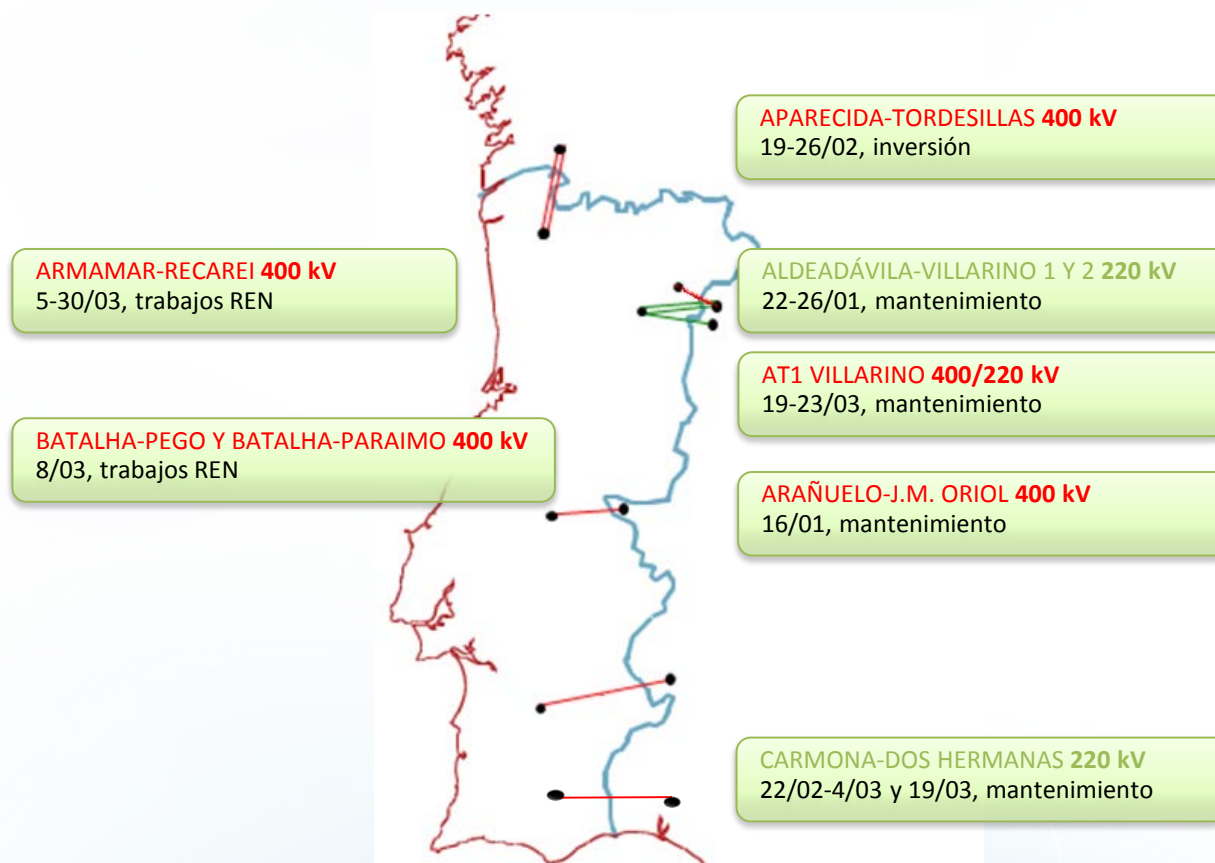 APARECIDA-TORDESILLAS 400 kV
19-26/02, inversión
ARMAMAR-RECAREI 400 kV
5-30/03, trabajos REN
ALDEADÁVILA-VILLARINO 1 Y 2 220 kV
22-26/01, mantenimiento
AT1 VILLARINO 400/220 kV
19-23/03, mantenimiento
BATALHA-PEGO Y BATALHA-PARAIMO 400 kV
8/03, trabajos REN
ARAÑUELO-J.M. ORIOL 400 kV
16/01, mantenimiento
CARMONA-DOS HERMANAS 220 kV
22/02-4/03 y 19/03, mantenimiento